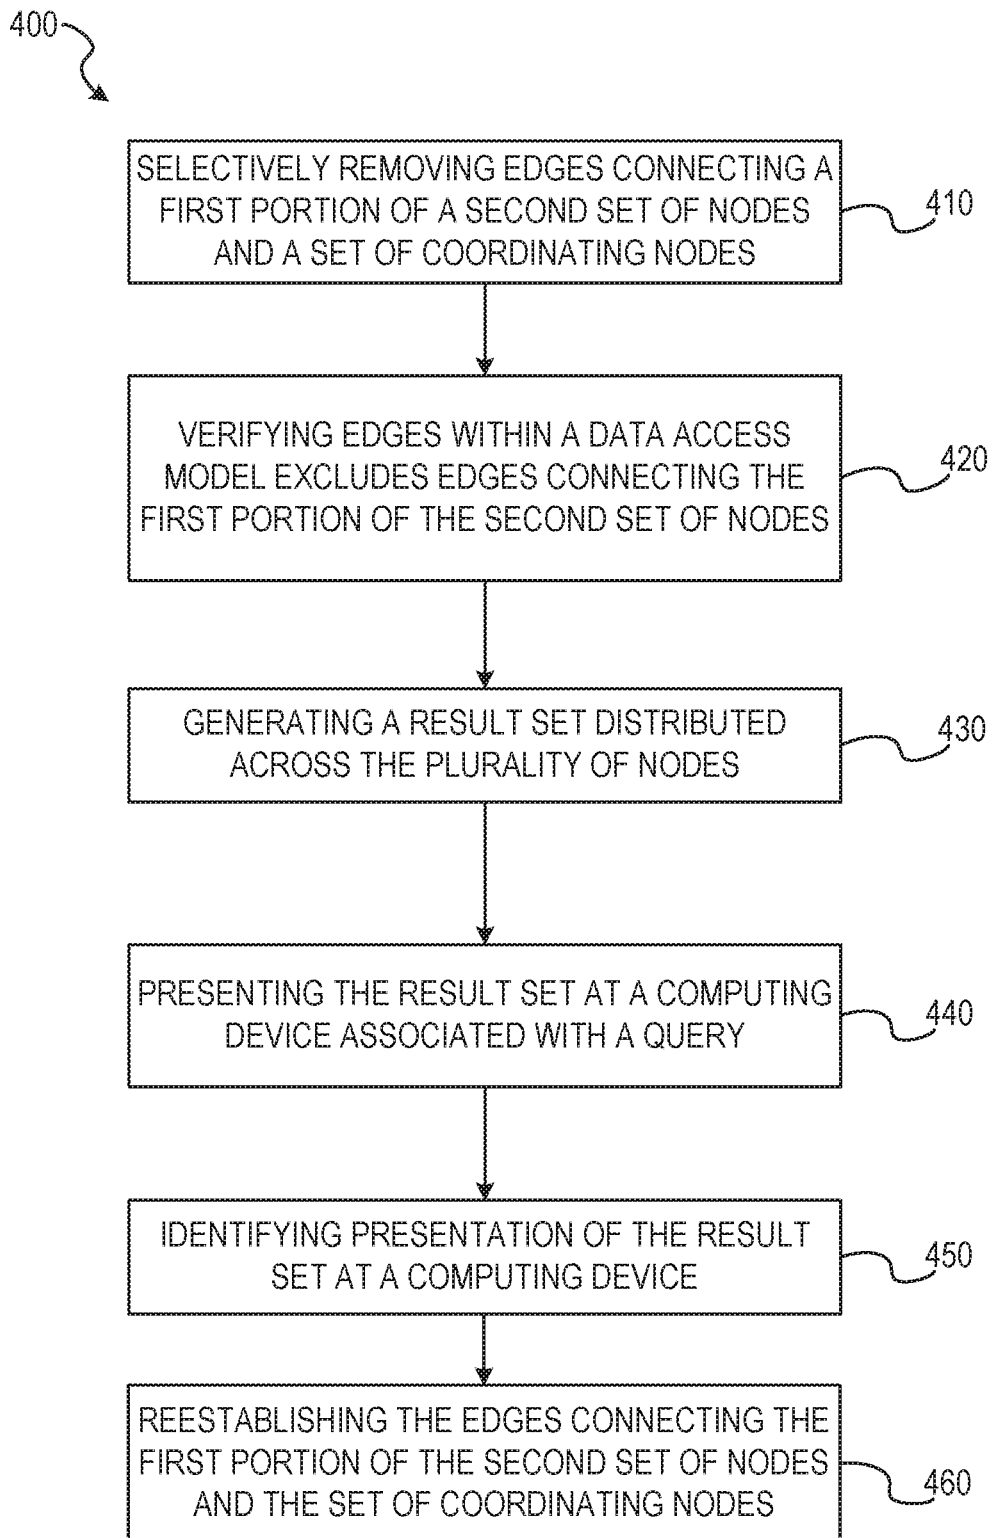 400
SELECTIVELY REMOVING EDGES CONNECTING A
FIRST PORTION OF A SECOND SET OF NODES
AND A SET OF COORDINATING NODES
410
VERIFYING EDGES WITHIN A DATA ACCESS
MODEL EXCLUDES EDGES CONNECTING THE
FIRST PORTION OF THE SECOND SET OF NODES
420
GENERATING A RESULT SET DISTRIBUTED
ACROSS THE PLURALITY OF NODES
430
PRESENTING THE RESULT SET AT A COMPUTING
DEVICE ASSOCIATED WITH A QUERY
440
IDENTIFYING PRESENTATION OF THE RESULT
SET AT A COMPUTING DEVICE
450
REESTABLISHING THE EDGES CONNECTING THE
FIRST PORTION OF THE SECOND SET OF NODES
AND THE SET OF COORDINATING NODES
460